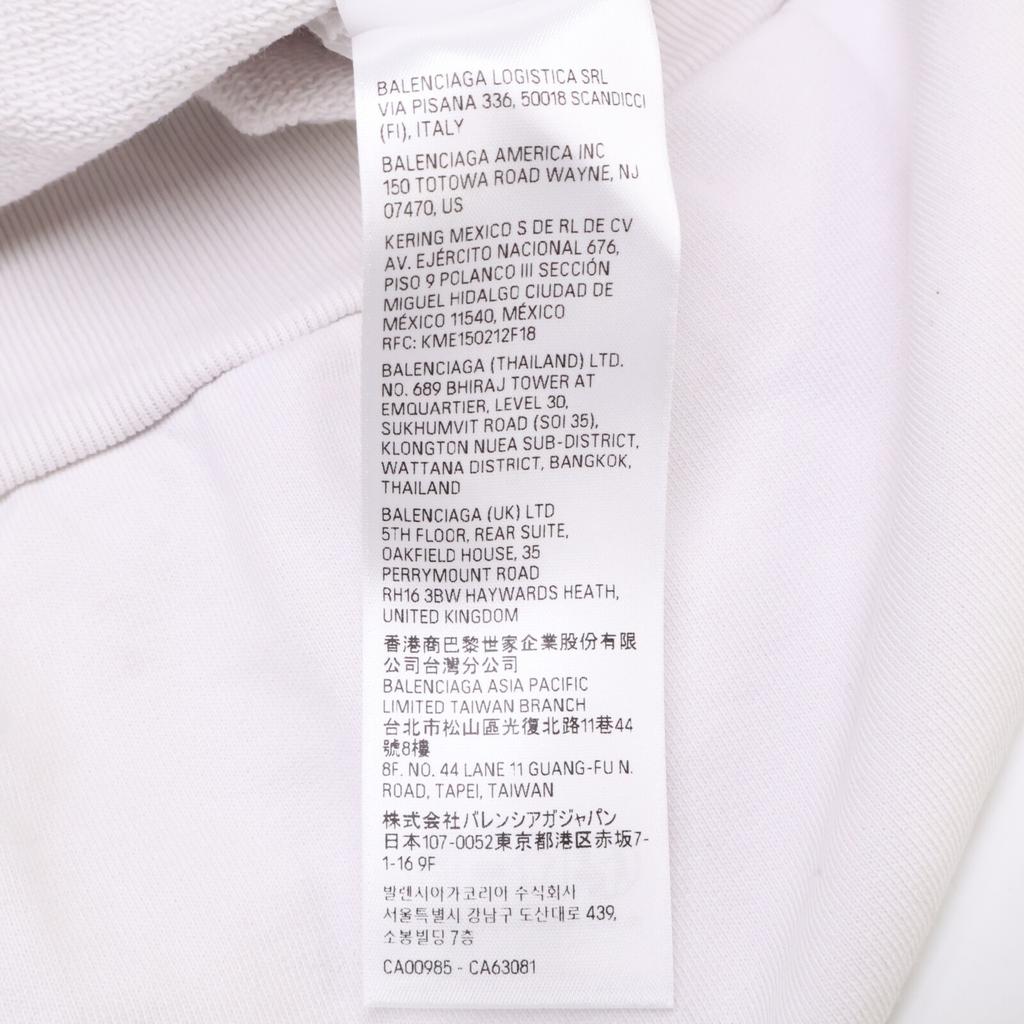 BALENCIAGA LOGISTICA SRL
VIA PISANA 336, 50018 SCANDICCI
(FI), ITALY
BALENCIAGA AMERICA INC
150 TOTOWA ROAD WAYNE, NJ
07470, US
KERING MEXICO S DE RL DE CV
AV. EJÉRCITO NACIONAL 676,
PISO 9 POLANCO III SECCIÓN
MIGUEL HIDALGO CIUDAD DE
MÉXICO 11540, MÉXICO
RFC: KME150212F18
BALENCIAGA (THAILAND) LTD.
NO. 689 BHIRAJ TOWER AT
EMQUARTIER, LEVEL 30,
SUKHUMVIT ROAD (SOI 35),
KLONGTON NUEA SUB-DISTRICT,
WATTANA DISTRICT, BANGKOK,
THAILAND
BALENCIAGA (UK) LTD
5TH FLOOR, REAR SUITE,
OAKFIELD HOUSE, 35
PERRYMOUNT ROAD
RH16 3BW HAYWARDS HEATH,
UNITED KINGDOM
香港商巴黎世家企業股份有限
公司台灣分公司
BALENCIAGA ASIA PACIFIC
LIMITED TAIWAN BRANCH
台北市松山區光復北路11巷44
號8樓
8F. NO. 44 LANE 11 GUANG-FU N.
ROAD, TAPEI, TAIWAN
株式会社バレンシアガジャパン
日本107-0052東京都港区赤坂7-
1-16 9F
발렌시아가코리아 수식회사
서울특별시 강남구 도산대로 439,
소봉빌딩 7층
CA00985 - CA63081